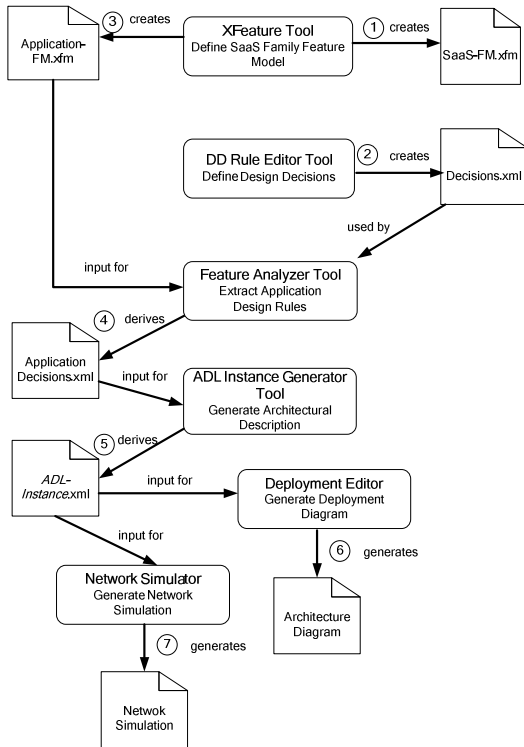 Application-
FM.xfm
3 creates
XFeature Tool
Define SaaS Family Feature
Model
1 creates
SaaS-FM.xfm
DD Rule Editor Tool
Define Design Decisions
2 creates
Decisions.xml
used by
input for
Feature Analyzer Tool
Extract Application
Design Rules
4 derives
Application
Decisions.xml
input for
ADL Instance Generator
Tool
Generate Architectural
Description
5 derives
ADL-
Instance.xml
input for
Deployment Editor
Generate Deployment
Diagram
input for
6 generates
Network Simulator
Generate Network
Simulation
Architecture
Diagram
7 generates
Netwok
Simulation